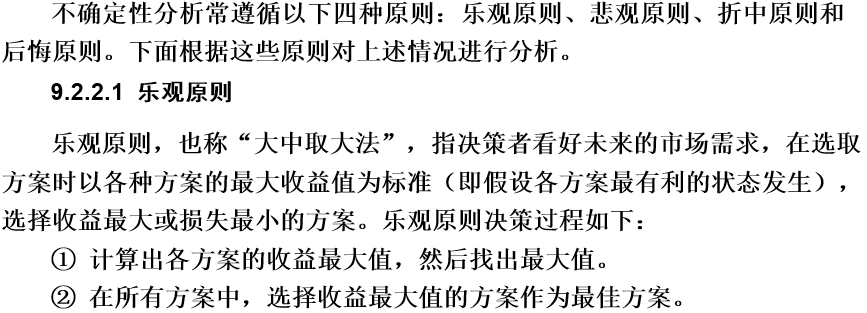 不确定性分析常遵循以下四种原则：乐观原则、悲观原则、折中原则和
后悔原则。下面根据这些原则对上述情况进行分析。
9.2.2.1 乐观原则
乐观原则，也称“大中取大法”，指决策者看好未来的市场需求，在选取
方案时以各种方案的最大收益值为标准（即假设各方案最有利的状态发生），
选择收益最大或损失最小的方案。乐观原则决策过程如下：
① 计算出各方案的收益最大值，然后找出最大值。
② 在所有方案中，选择收益最大值的方案作为最佳方案。